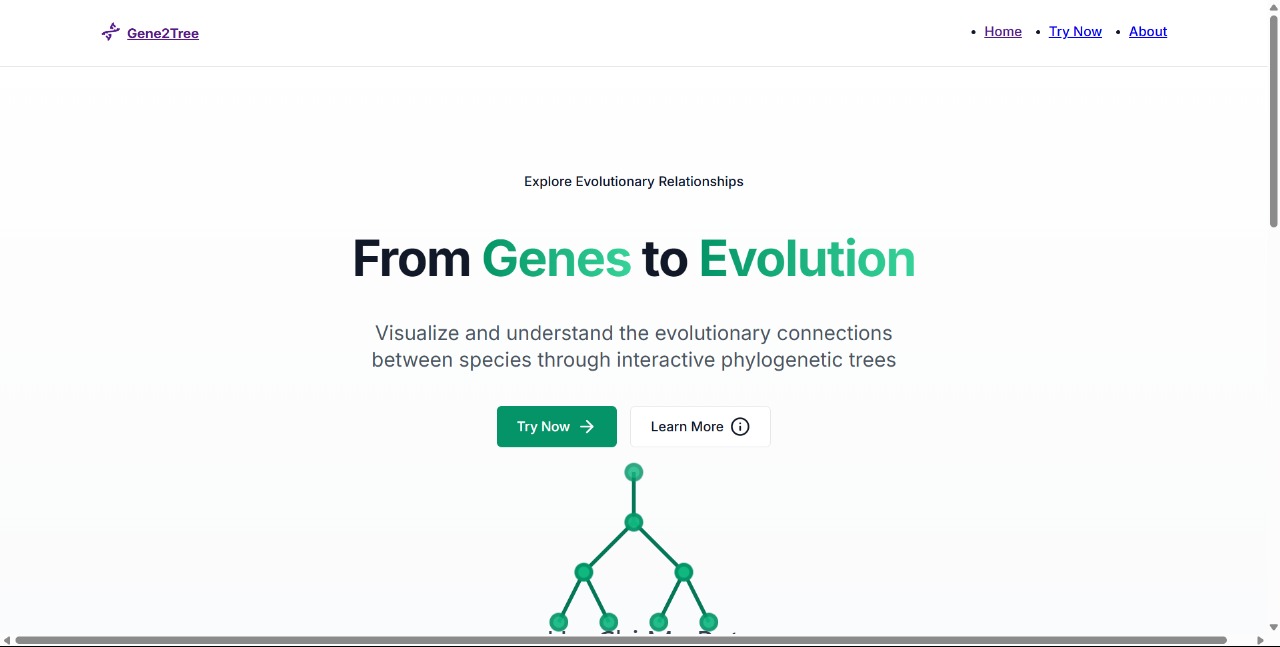 Gene2Tree
Home
Try Now
About
Explore Evolutionary Relationships
From Genes to Evolution
Visualize and understand the evolutionary connections
between species through interactive phylogenetic trees
Try Now
Learn More